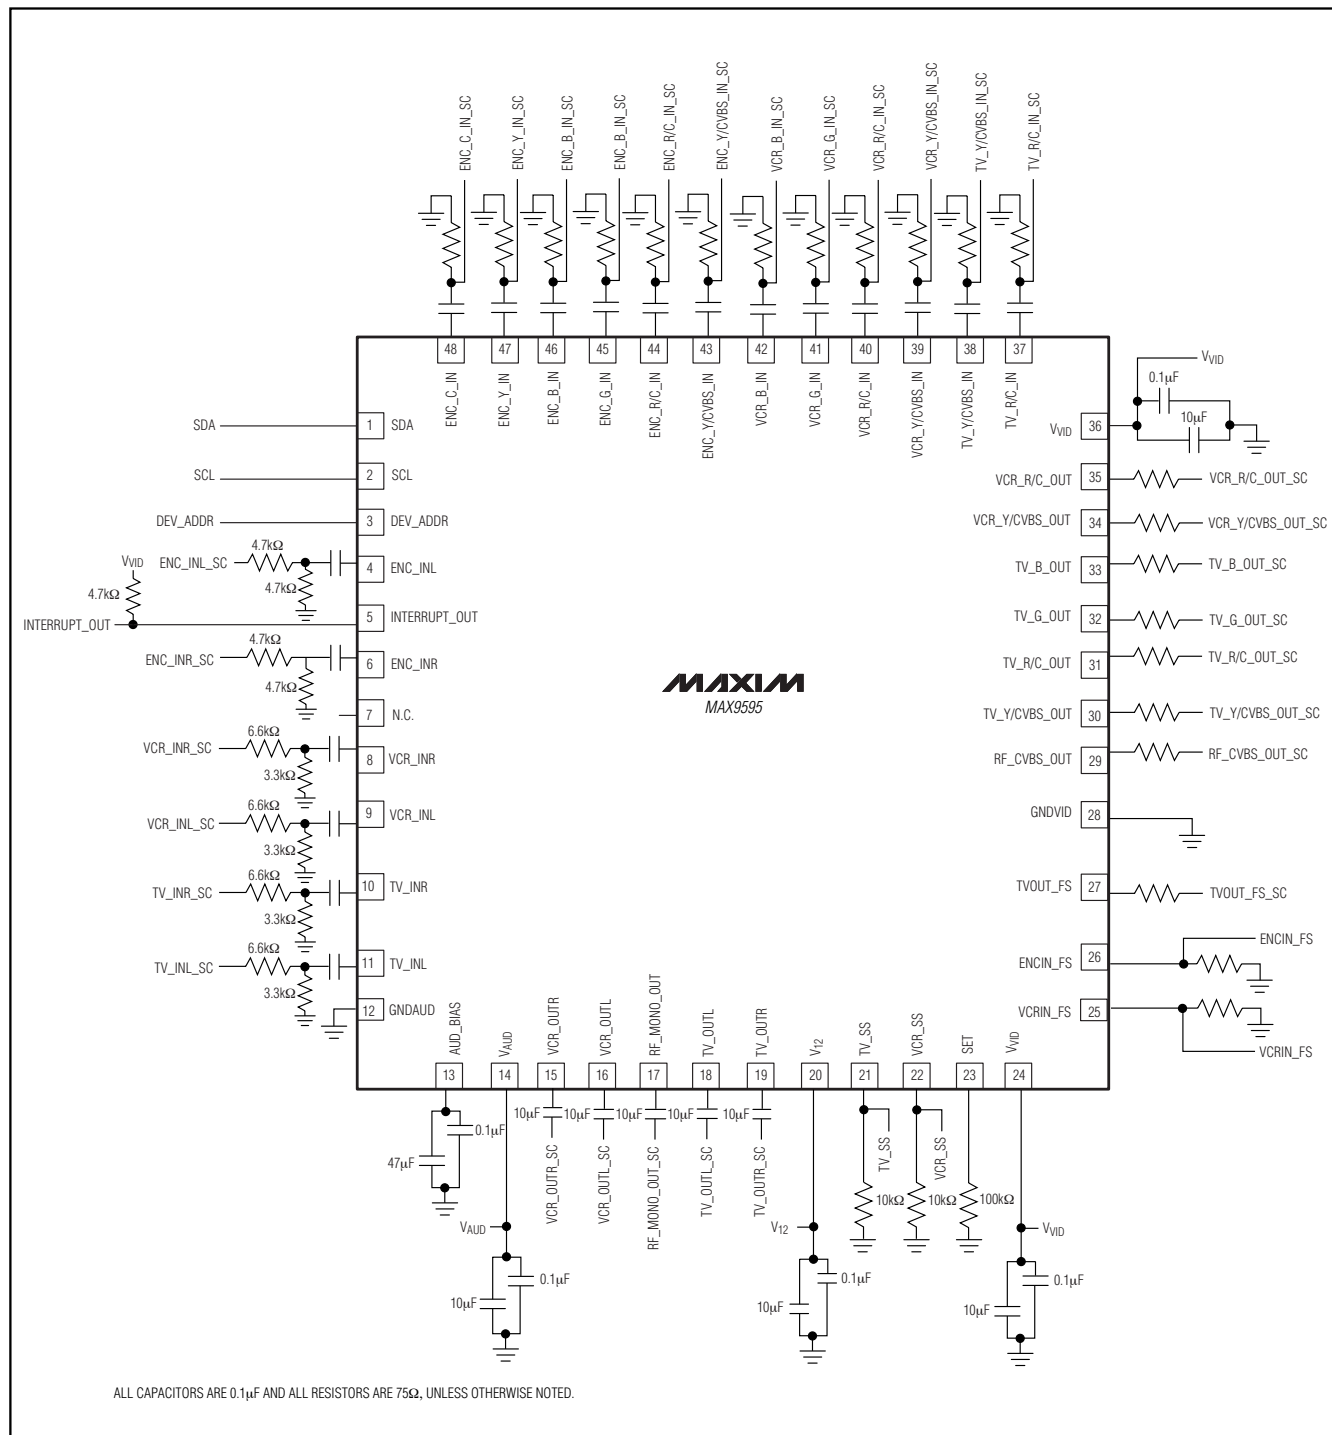 ENC_C_IN_SC
ENC_Y_IN_SC
ENC_B_IN_SC
ENC_B_IN_SC
ENC_R/C_IN_SC
ENC_Y/CVBS_IN_SC
VCR_B_IN_SC
VCR_G_IN_SC
VCR_R/C_IN_SC
VCR_Y/CVBS_IN_SC
TV_Y/CVBS_IN_SC
TV_R/C_IN_SC
48 47 46 45 44 43 42 41 40 39 38 37
ENC_C_IN
ENC_Y_IN
ENC_B_IN
ENC_G_IN
ENC_R/C_IN
ENC_Y/CVBS_IN
VCR_B_IN
VCR_G_IN
VCR_R/C_IN
VCR_Y/CVBS_IN
TV_Y/CVBS_IN
TV_R/C_IN
SDA 1 SDA
SCL 2 SCL
DEV_ADDR 3 DEV_ADDR
4.7kΩ
ENC_INL_SC 4 ENC_INL
4.7kΩ
VVID
4.7kΩ
INTERRUPT_OUT 5 INTERRUPT_OUT
4.7kΩ
ENC_INR_SC 6 ENC_INR
4.7kΩ
7 N.C.
6.6kΩ
VCR_INR_SC 8 VCR_INR
3.3kΩ
6.6kΩ
VCR_INL_SC 9 VCR_INL
3.3kΩ
6.6kΩ
TV_INR_SC 10 TV_INR
3.3kΩ
6.6kΩ
TV_INL_SC 11 TV_INL
3.3kΩ
12 GNDAUD
MAXIM
MAX9595
VVID
0.1μF
10μF
VVID 36
VCR_R/C_OUT 35 VCR_R/C_OUT_SC
VCR_Y/CVBS_OUT 34 VCR_Y/CVBS_OUT_SC
TV_B_OUT 33 TV_B_OUT_SC
TV_G_OUT 32 TV_G_OUT_SC
TV_R/C_OUT 31 TV_R/C_OUT_SC
TV_Y/CVBS_OUT 30 TV_Y/CVBS_OUT_SC
RF_CVBS_OUT 29 RF_CVBS_OUT_SC
GNDVID 28
TVOUT_FS 27 TVOUT_FS_SC
ENCIN_FS 26 ENCIN_FS
VCRIN_FS 25
VCRIN_FS
AUD_BIAS
VAUD
VCR_OUTR
VCR_OUTL
RF_MONO_OUT
TV_OUTL
TV_OUTR
V12
TV_SS
VCR_SS
SET
VVID
13 14 15 16 17 18 19 20 21 22 23 24
0.1μF
47μF
10μF 10μF 10μF 10μF 10μF
VCR_OUTR_SC
VCR_OUTL_SC
RF_MONO_OUT_SC
TV_OUTL_SC
TV_OUTR_SC
TV_SS
VCR_SS
10kΩ 10kΩ 100kΩ
VAUD
V12
VVID
0.1μF
10μF
0.1μF
10μF
0.1μF
10μF
ALL CAPACITORS ARE 0.1μF AND ALL RESISTORS ARE 75Ω, UNLESS OTHERWISE NOTED.